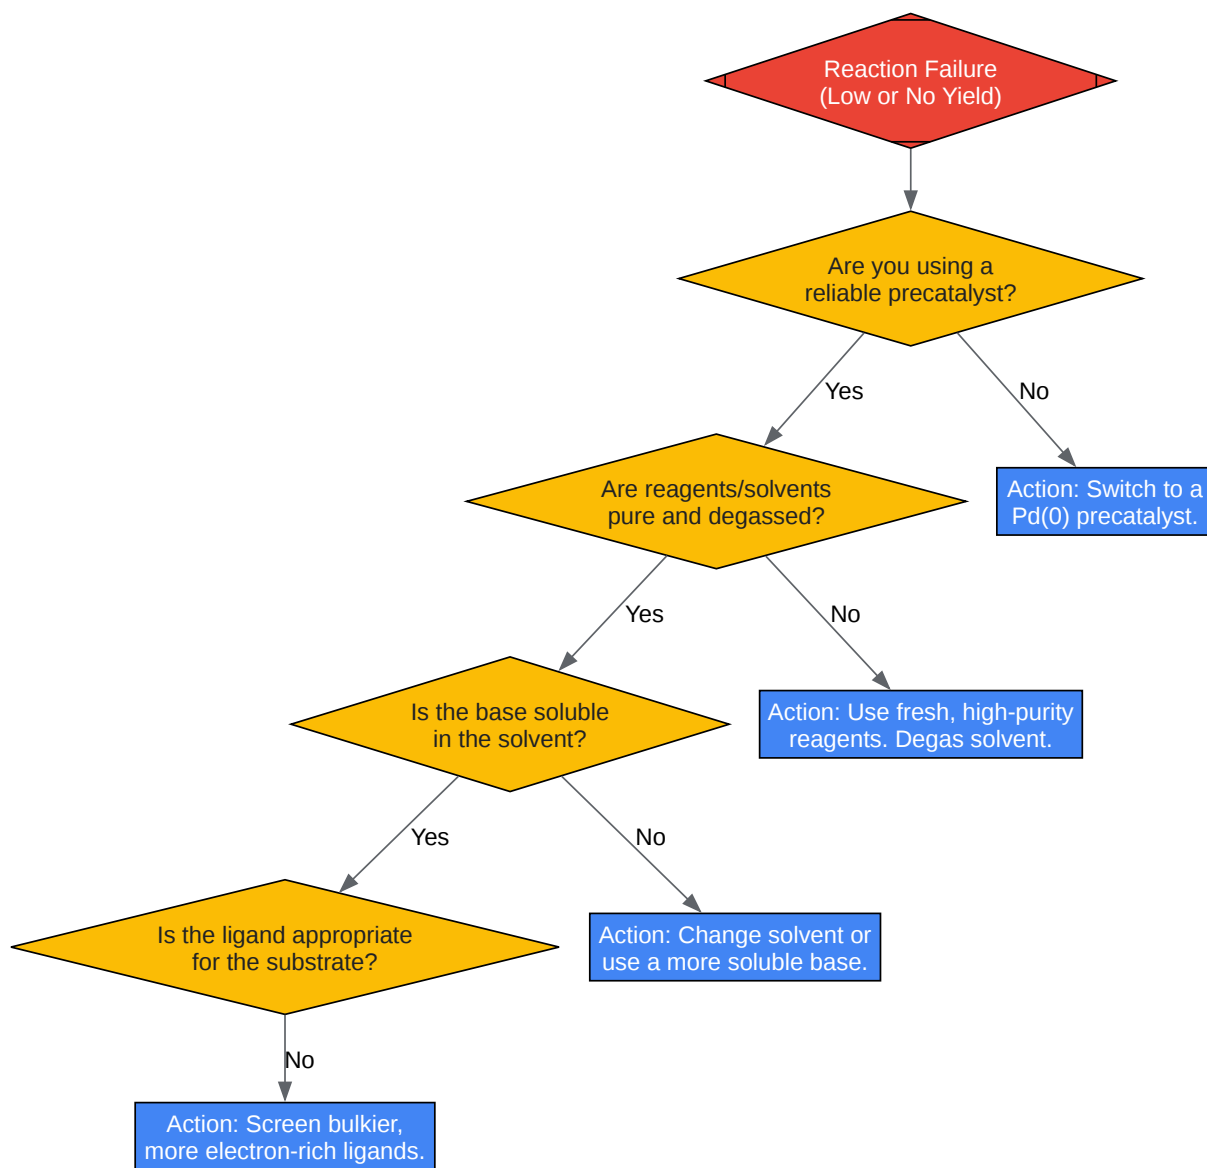 Reaction Failure
(Low or No Yield)
Are you using a
reliable precatalyst?
Yes
No
Are reagents/solvents
pure and degassed?
Action: Switch to a
Pd(0) precatalyst.
Yes
No
Is the base soluble
in the solvent?
Action: Use fresh, high-purity
reagents. Degas solvent.
Yes
No
Is the ligand appropriate
for the substrate?
Action: Change solvent or
use a more soluble base.
No
Action: Screen bulkier,
more electron-rich ligands.